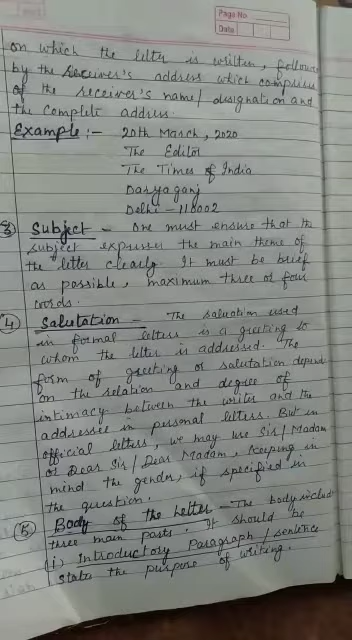 Page No
Date
on which the letter is written, follow
by the receiver's address which comprises
of the receiver's name/ designation and
the complete address.
Example :- 20th March, 2020
The Editor
The Times of India
Daryaganj
Delhi - 110002
3 Subject - One must ensure that the
subject expresses the main theme of
the letter clearly. It must be brief
as possible, maximum three or four
words.
4 Salutation - The saluation used
in formal letters is a greeting to
whom the letter is addressed. The
form of greeting or salutation depend
on the relation and degree of
intimacy between the writer and the
addressee in personal letters. But in
official letters, we may use Sir/Madam
or Dear Sir/ Dear Madam, keeping in
mind the gender, if specified in
the question.
5 Body of the Letter - The body include
three main parts. It should be
(i) Introductory Paragraph / sentence
state the purpose of writing.